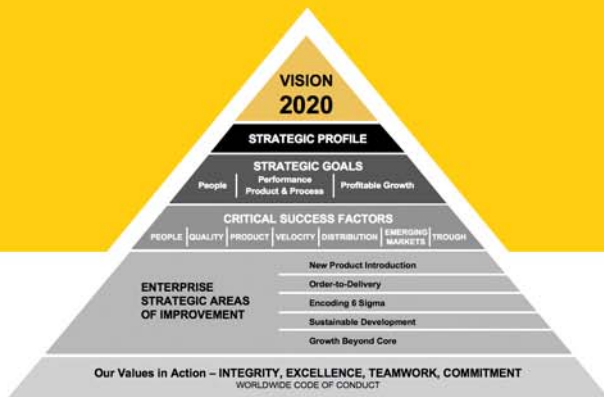 VISION
2020
STRATEGIC PROFILE
STRATEGIC GOALS
People
Performance
Product & Process
Profitable Growth
CRITICAL SUCCESS FACTORS
PEOPLE QUALITY PRODUCT VELOCITY DISTRIBUTION EMERGING MARKETS TROUGH
ENTERPRISE
STRATEGIC AREAS
OF IMPROVEMENT
New Product Introduction
Order-to-Delivery
Encoding 6 Sigma
Sustainable Development
Growth Beyond Core
Our Values in Action – INTEGRITY, EXCELLENCE, TEAMWORK, COMMITMENT
WORLDWIDE CODE OF CONDUCT